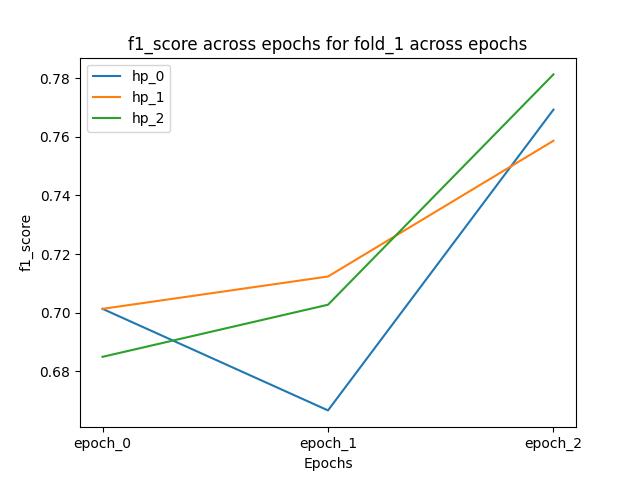 f1_score across epochs for fold_1 across epochs
hp_0
hp_1
hp_2
0.78
0.76
0.74
0.72
0.70
0.68
f1_score
epoch_0
epoch_1
epoch_2
Epochs